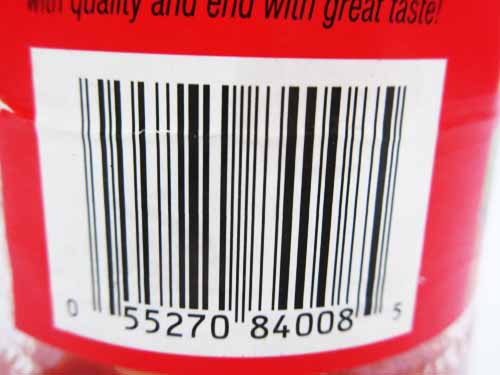 with quality and end with great taste!
0 55270 84008 5